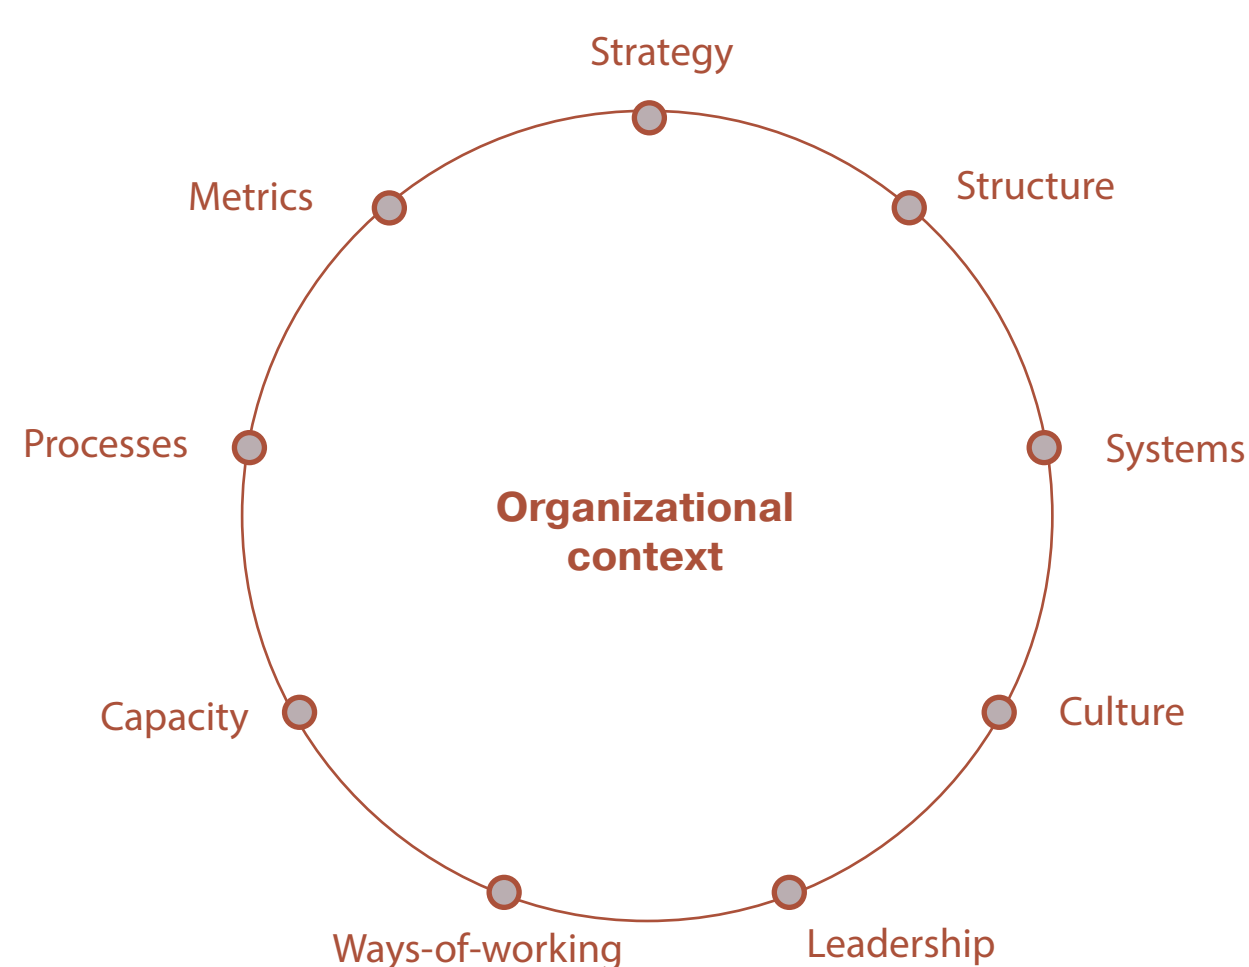 Strategy
Structure
Metrics
Processes
Systems
Organizational
context
Capacity
Culture
Ways-of-working
Leadership